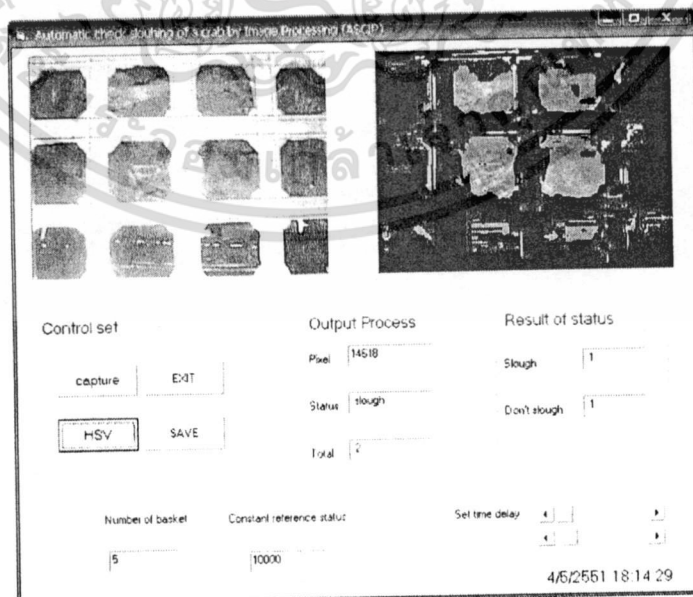 Automatic check slouhing of a crab by Image Processing (ASCIP)
Control set
Output Process
Result of status
Pixel 14618
Slough 1
capture EXIT
Status slough
Don't slough 1
HSV SAVE
Total 2
Number of basket
Constant reference status
Set time delay
5
10000
4/5/2551 18:14:29